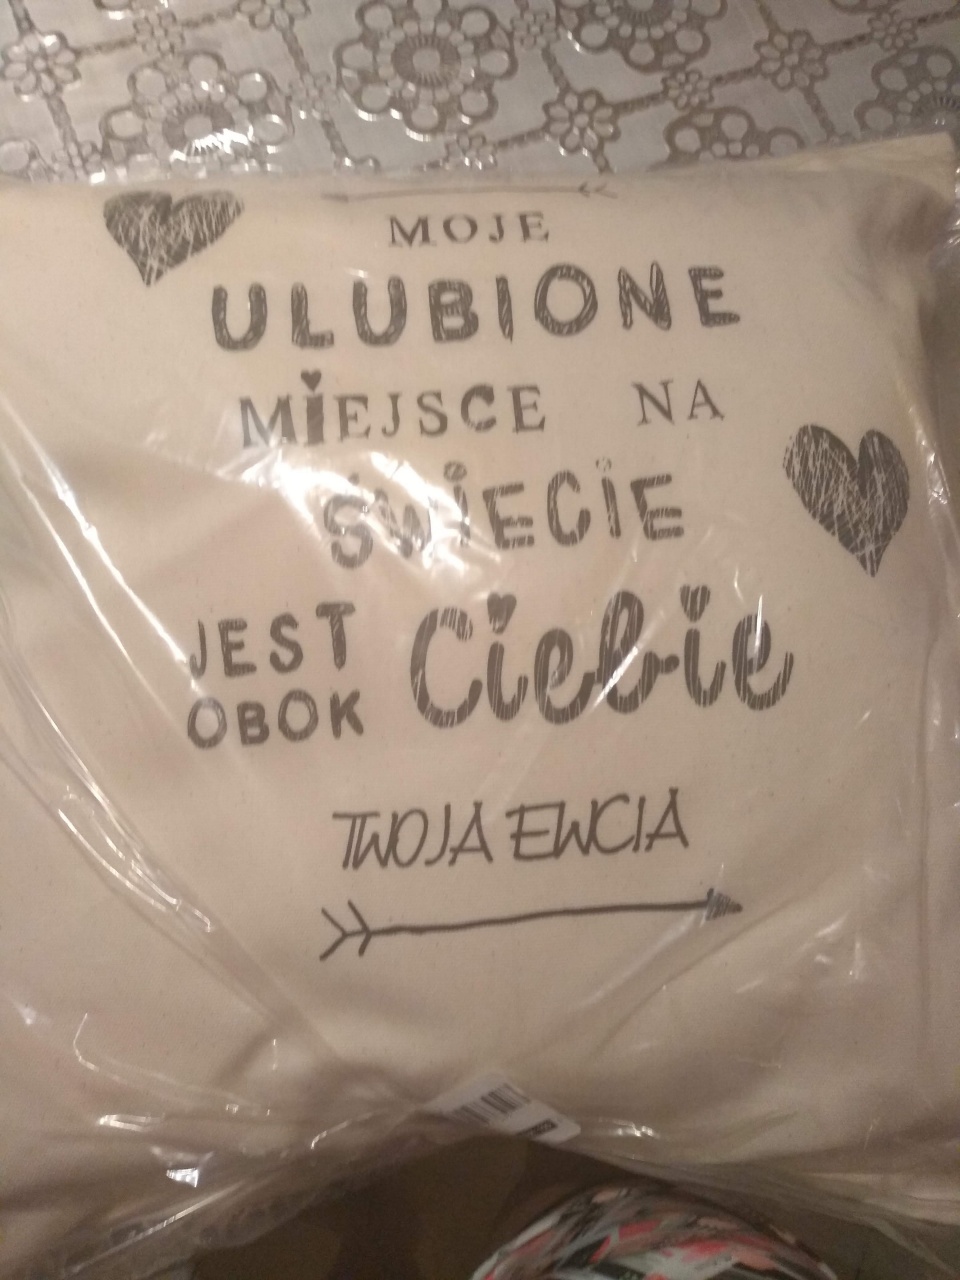 MOJE
ULUBIONE
MIEJSCE NA
ŚWIECIE
JEST
OBOK Ciebie
TWOJA EWCIA